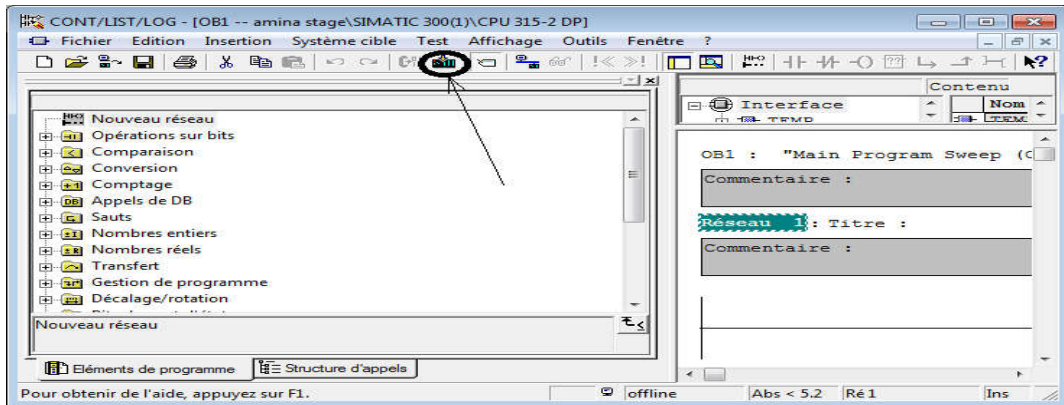 CONT/LIST/LOG - [OB1 -- amina stage\SIMATIC 300(1)\CPU 315-2 DP]
Fichier Edition Insertion Système cible Test Affichage Outils Fenêtre ?
Nouveau réseau
Opérations sur bits
Comparaison
Conversion
Comptage
Appels de DB
Sauts
Nombres entiers
Nombres réels
Transfert
Gestion de programme
Décalage/rotation
Nouveau réseau
Eléments de programme
Structure d'appels
Contenu
Interface
Nom
TEMP
OB1 : "Main Program Sweep (C
Commentaire :
Réseau 1: Titre :
Commentaire :
Pour obtenir de l'aide, appuyez sur F1.
offline
Abs < 5.2
Ré 1
Ins